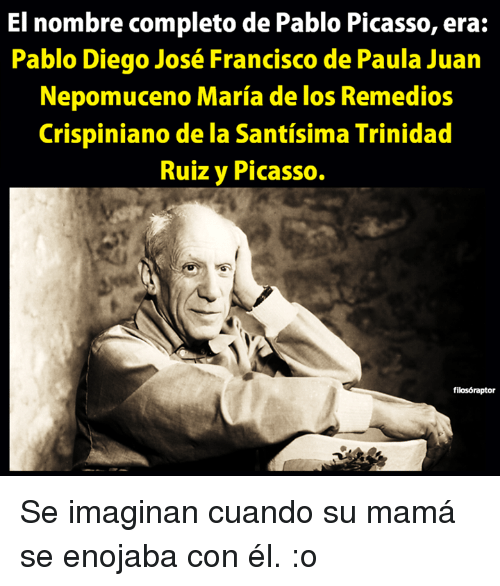 El nombre completo de Pablo Picasso, era:
Pablo Diego José Francisco de Paula Juan
Nepomuceno María de los Remedios
Crispiniano de la Santísima Trinidad
Ruiz y Picasso.
filosóraptor
Se imaginan cuando su mamá
se enojaba con él. :o